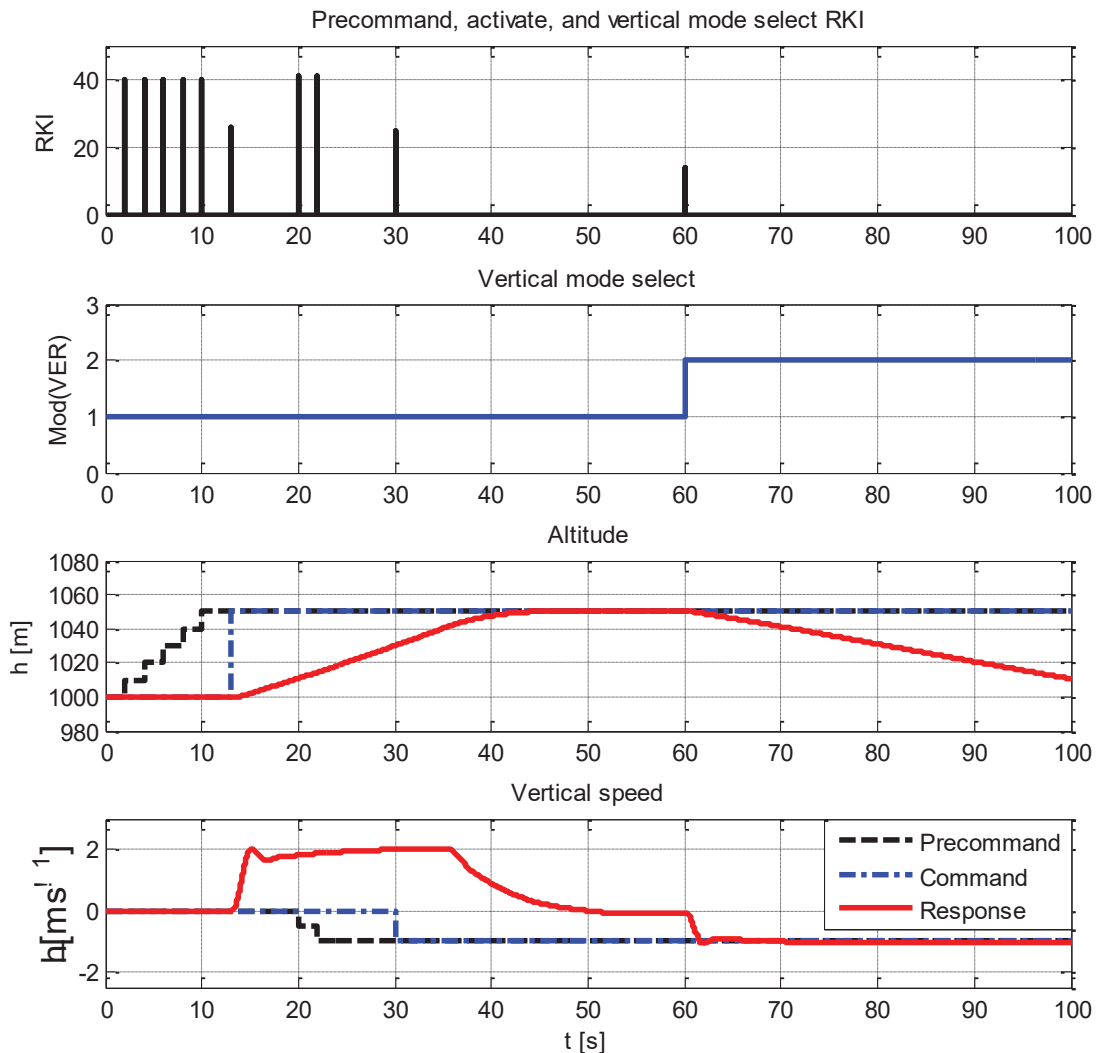 Precommand, activate, and vertical mode select RKI
RKI
40
20
0
0 10 20 30 40 50 60 70 80 90 100
Vertical mode select
Mod(VER)
3
2
1
0
0 10 20 30 40 50 60 70 80 90 100
Altitude
h [m]
1080
1060
1040
1020
1000
980
0 10 20 30 40 50 60 70 80 90 100
Vertical speed
2
0
-2
Precommand
Command
Response
0 10 20 30 40 50 60 70 80 90 100
t [s]